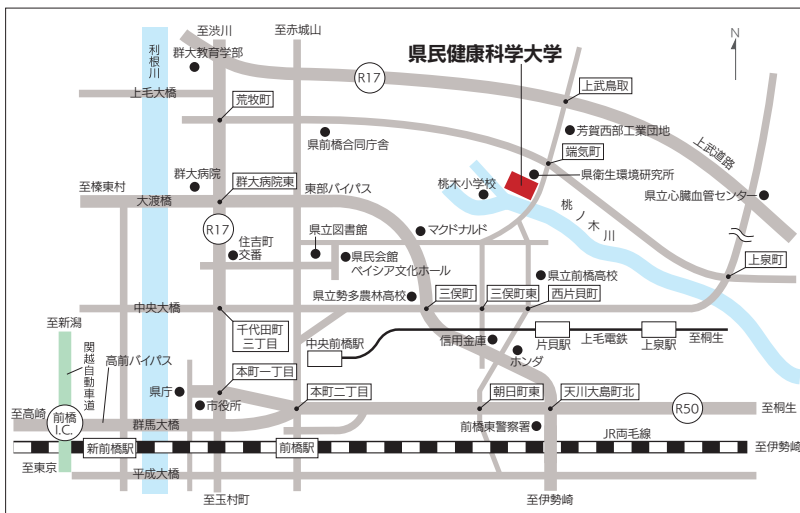 至渋川
至赤城山
利根川
群大教育学部
県民健康科学大学
N
R17
上毛大橋
荒牧町
上武鳥取
県前橋合同庁舎
芳賀西部工業団地
上武道路
端気町
群大病院
県衛生環境研究所
至榛東村
群大病院東
東部バイパス
桃木小学校
県立心臓血管センター
大渡橋
桃ノ木川
R17
住吉町
交番
県立図書館
マクドナルド
県民会館
ベイシア文化ホール
上泉町
県立前橋高校
県立勢多農林高校
三俣町
三俣町東
西片貝町
中央大橋
至新潟
千代田町
三丁目
中央前橋駅
信用金庫
片貝駅
上毛電鉄
上泉駅
至桐生
関越自動車道
高前バイパス
ホンダ
県庁
本町一丁目
市役所
本町二丁目
朝日町東
天川大島町北
R50
至桐生
至高崎
前橋
I.C.
群馬大橋
前橋東警察署
JR両毛線
新前橋駅
前橋駅
至伊勢崎
至東京
平成大橋
至玉村町
至伊勢崎